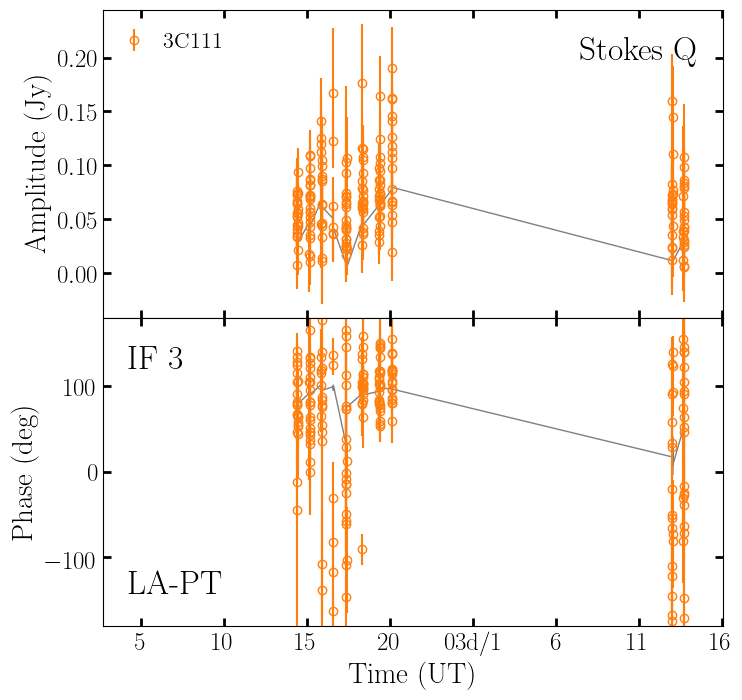 3C111
Stokes Q
0.20
0.15
0.10
0.05
0.00
Amplitude (Jy)
IF 3
100
0
−100
Phase (deg)
LA-PT
5 10 15 20 03d/1 6 11 16
Time (UT)